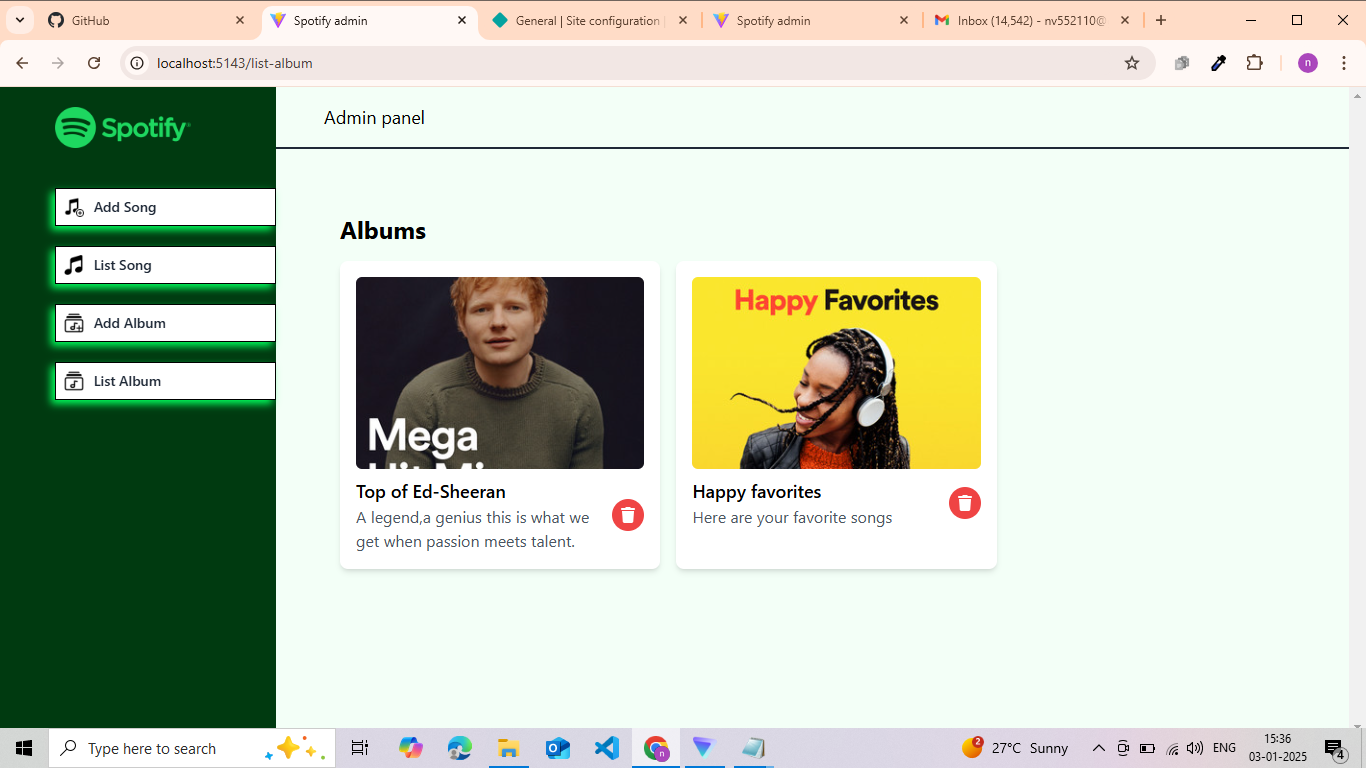 GitHub
Spotify admin
General | Site configuration
Spotify admin
Inbox (14,542) - nv552110@
localhost:5143/list-album
n
Spotify
Admin panel
Add Song
List Song
Add Album
List Album
Albums
Mega
Happy Favorites
Top of Ed-Sheeran
A legend,a genius this is what we
get when passion meets talent.
Happy favorites
Here are your favorite songs
Type here to search
n
2
27°C Sunny
ENG
15:36
03-01-2025
4